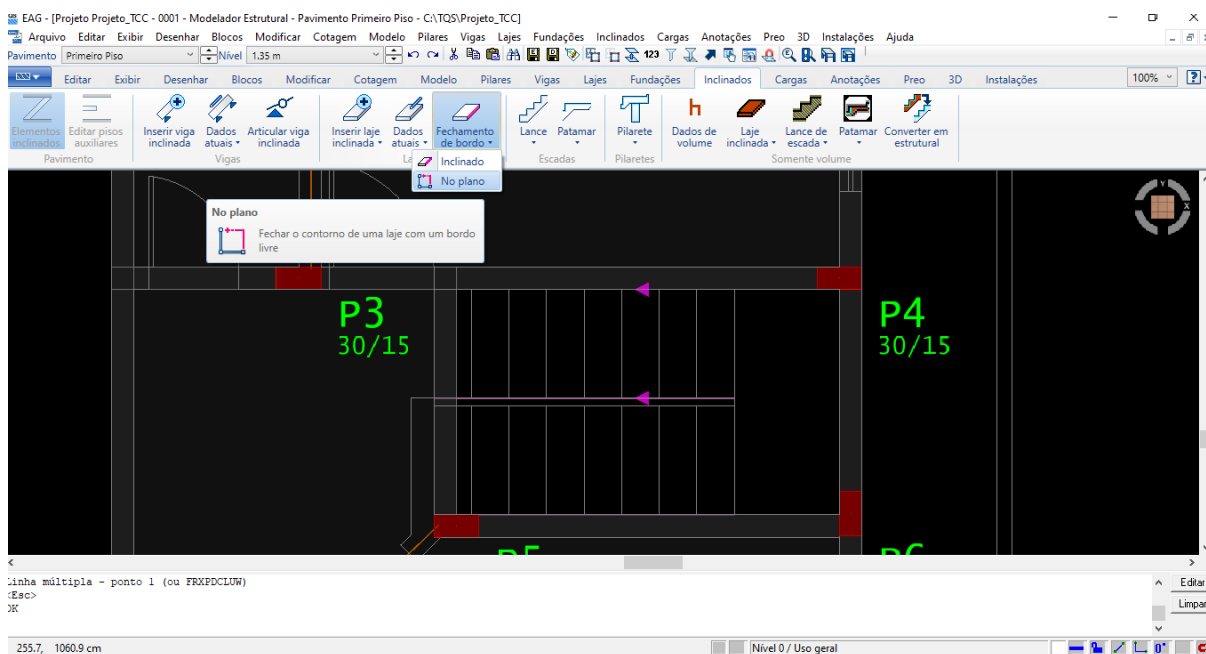 EAG - [Projeto Projeto_TCC - 0001 - Modelador Estrutural - Pavimento Primeiro Piso - C:\TQS\Projeto_TCC]
Arquivo Editar Exibir Desenhar Blocos Modificar Cotagem Modelo Pilares Vigas Lajes Fundações Inclinados Cargas Anotações Preo 3D Instalações Ajuda
Pavimento Primeiro Piso Nível 1.35 m 123
Editar Exibir Desenhar Blocos Modificar Cotagem Modelo Pilares Vigas Lajes Fundações Inclinados Cargas Anotações Preo 3D Instalações 100% ?
Elementos inclinados
Editar pisos auxiliares
Inserir viga inclinada
Dados atuais
Articular viga inclinada
Inserir laje inclinada
Dados atuais
Fechamento de bordo
Lance
Patamar
Pilarete
h
Dados de volume
Laje inclinada
Lance de escada
Patamar
Converter em estrutural
Pavimento Vigas La Escadas Pilaretes Somente volume
Inclinado
No plano
No plano
Fechar o contorno de uma laje com um bordo
livre
Y
X
P3
30/15
P4
30/15
Linha múltipla - ponto 1 (ou FRXPDCLUW)
<Esc>
OK
Editar
Limpar
255.7, 1060.9 cm Nível 0 / Uso geral